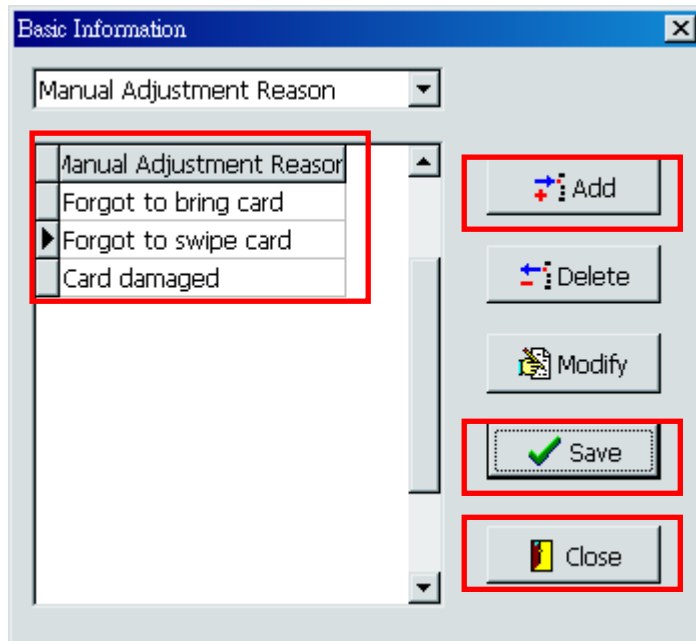 Basic Information
Manual Adjustment Reason
Manual Adjustment Reason
Forgot to bring card
Forgot to swipe card
Card damaged
Add
Delete
Modify
Save
Close